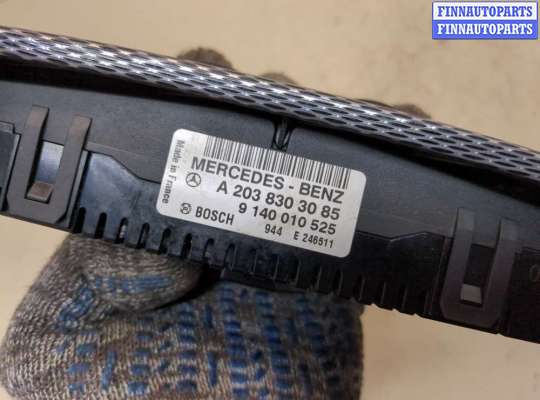 FINNAUTOPARTS
FINNAUTOPARTS
Made in France
MERCEDES - BENZ
A 203 830 30 85
9 140 010 525
BOSCH 944 E 246511